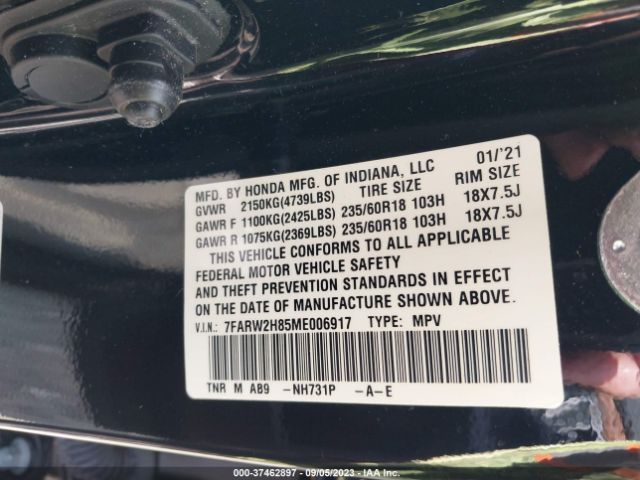 MFD. BY HONDA MFG. OF INDIANA, LLC 01/'21
GVWR 2150KG(4739LBS) TIRE SIZE RIM SIZE
GAWR F 1100KG(2425LBS) 235/60R18 103H 18X7.5J
GAWR R 1075KG(2369LBS) 235/60R18 103H 18X7.5J
THIS VEHICLE CONFORMS TO ALL APPLICABLE
FEDERAL MOTOR VEHICLE SAFETY
AND THEFT PREVENTION STANDARDS IN EFFECT
ON THE DATE OF MANUFACTURE SHOWN ABOVE.
V.I.N.: 7FARW2H85ME006917 TYPE: MPV
TNR M AB9 -NH731P -A-E
000-37462897 - 09/05/2023 - IAA Inc.